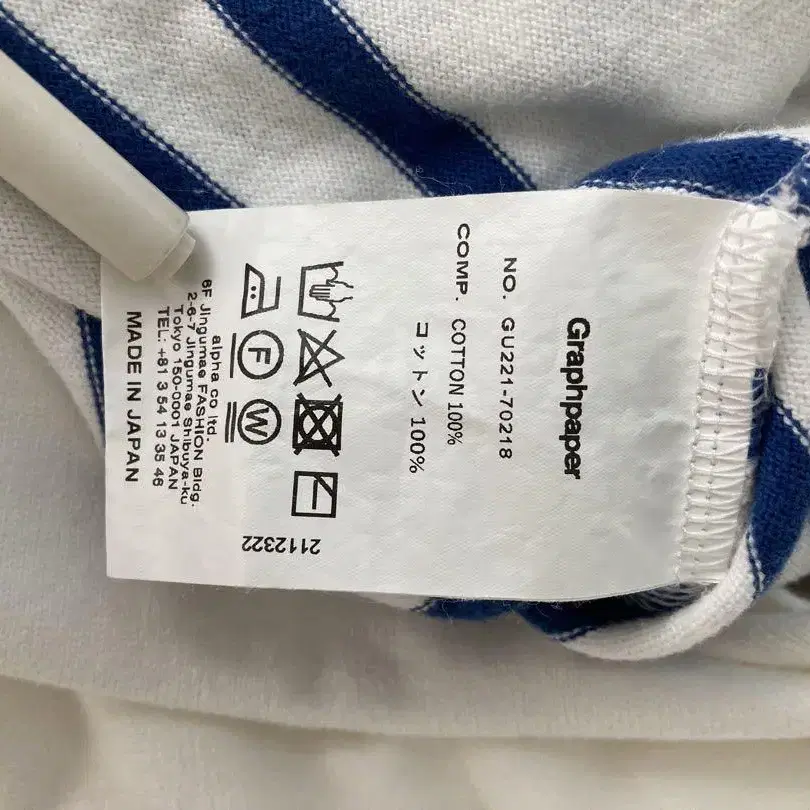 Graphpaper
NO. GU221-70218
COMP. COTTON 100%
コットン 100%
F
W
2112322
alpha co ltd.
6F Jingumae FASHION Bldg.
2-6-7 Jingumae Shibuya-ku
Tokyo 150-0001 JAPAN
TEL: +81 3 54 13 35 46
MADE IN JAPAN